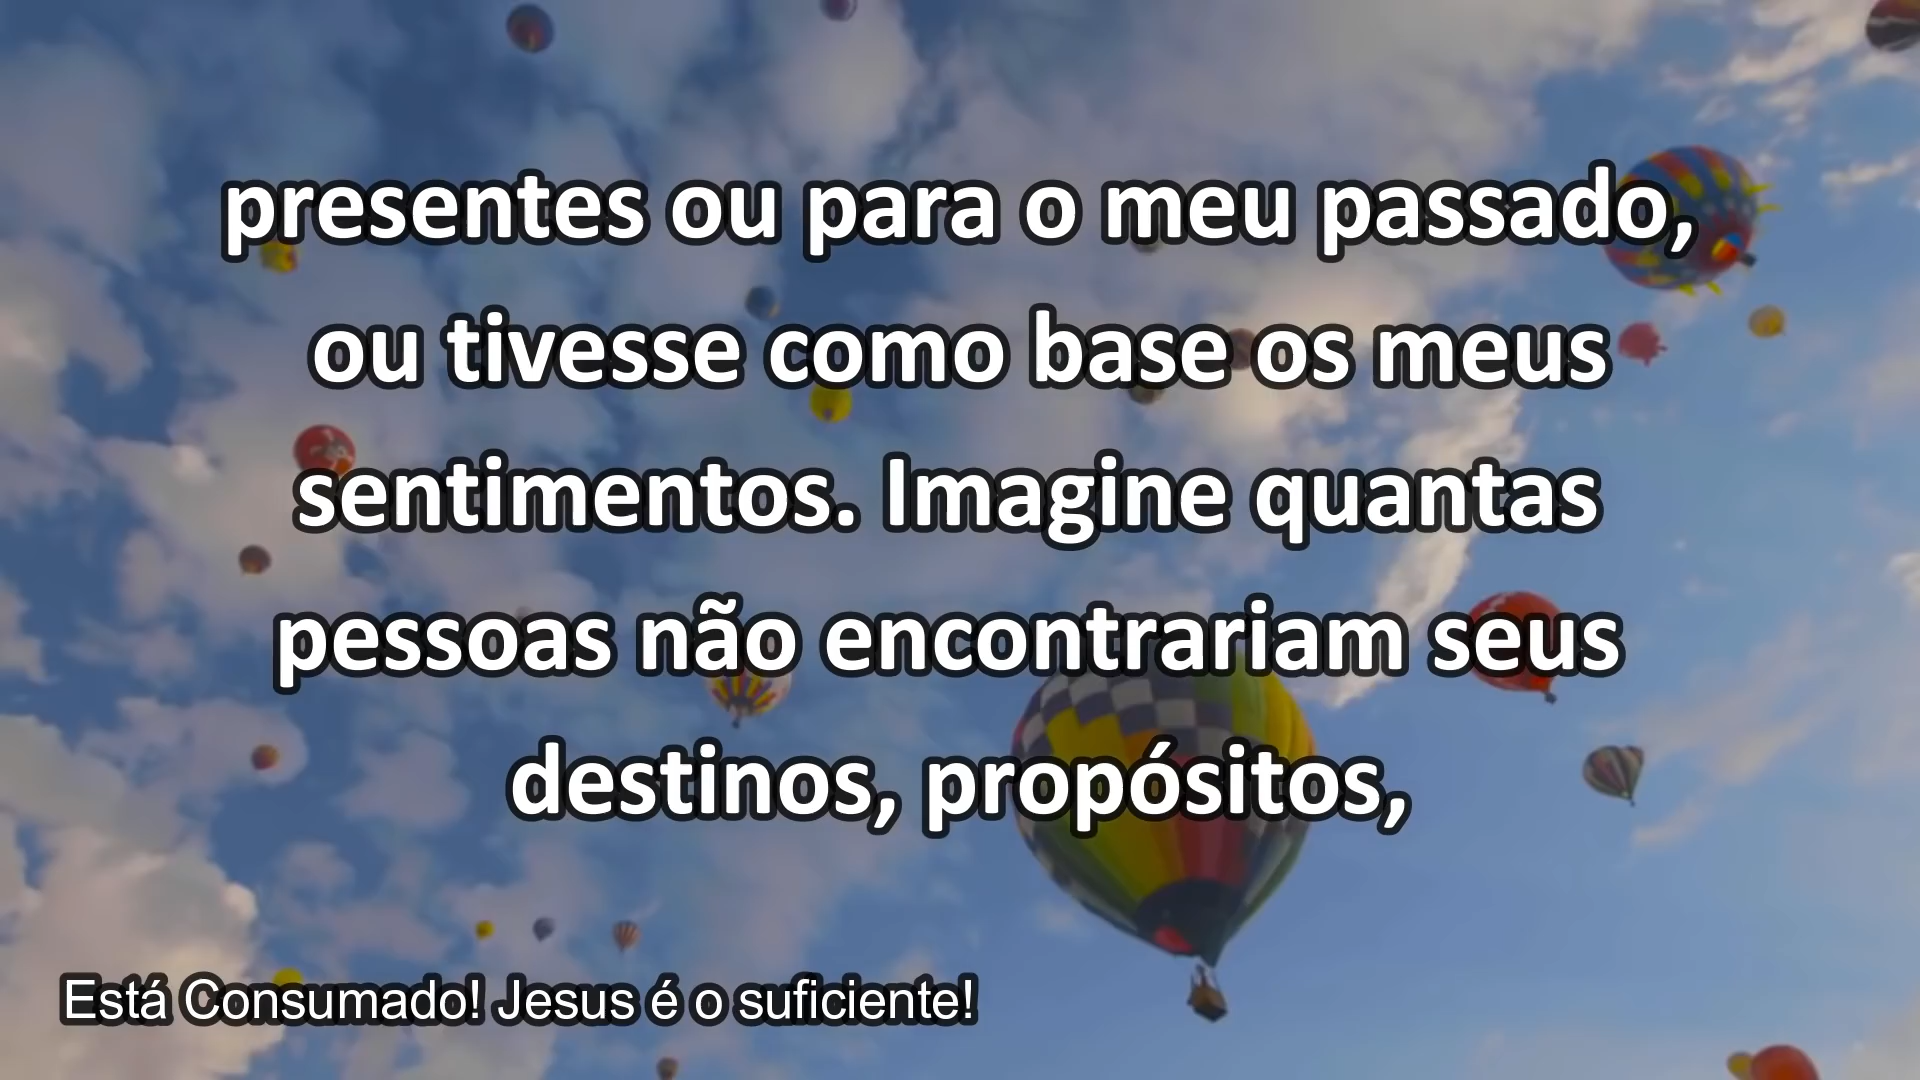 presentes ou para o meu passado,
ou tivesse como base os meus
sentimentos. Imagine quantas
pessoas não encontrariam seus
destinos, propósitos,
Está Consumado! Jesus é o suficiente!